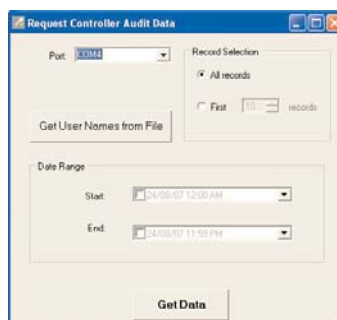 Request Controller Audit Data
Port: COM4
Record Selection
All records
First 10 records
Get User Names from File
Date Range
Start: 24/08/07 12:00 AM
End: 24/08/07 11:59 PM
Get Data